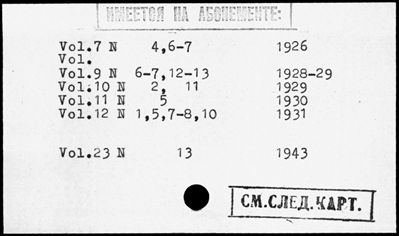 ИМЕЕТСЯ НА АБОНЕМЕНТЕ:
Vol.7 N 4,6-7 1926
Vol.
Vol.9 N 6-7,12-13 1928-29
Vol.10 N 2, 11 1929
Vol.11 N 5 1930
Vol.12 N 1,5,7-8,10 1931
Vol.23 N 13 1943
СМ.СЛЕД.КАРТ.